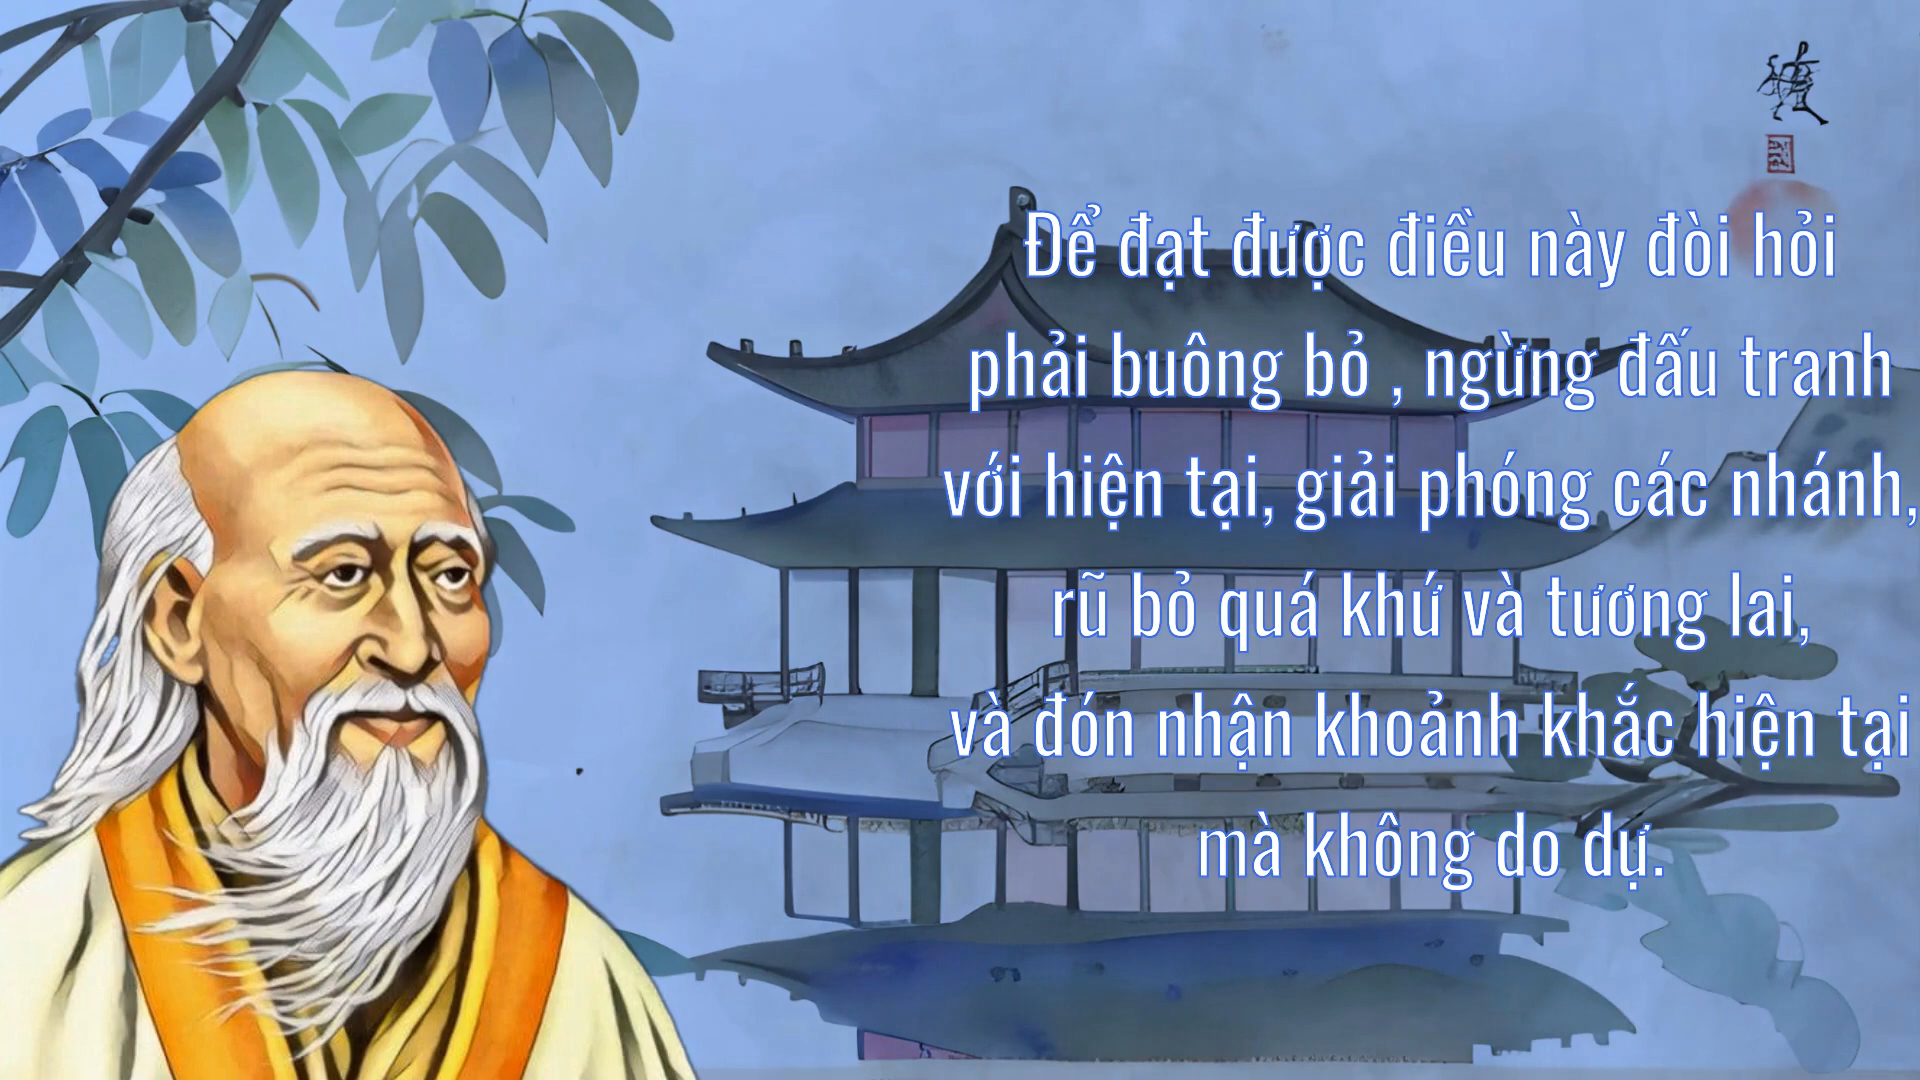 Để đạt được điều này đòi hỏi
phải buông bỏ , ngừng đấu tranh
với hiện tại, giải phóng các nhánh,
rũ bỏ quá khứ và tương lai,
và đón nhận khoảnh khắc hiện tại
mà không do dự.